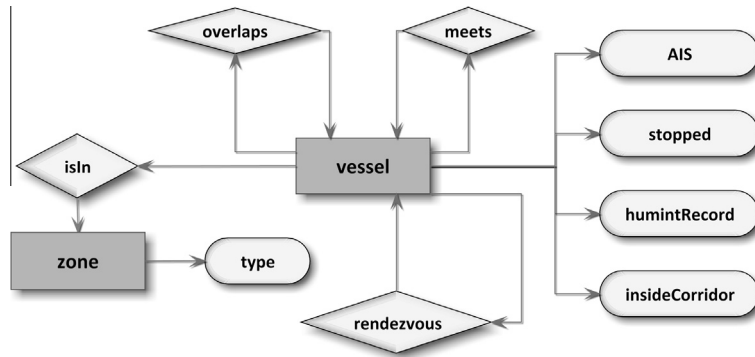 overlaps
meets
AIS
stopped
isIn
vessel
humintRecord
zone
type
insideCorridor
rendezvous